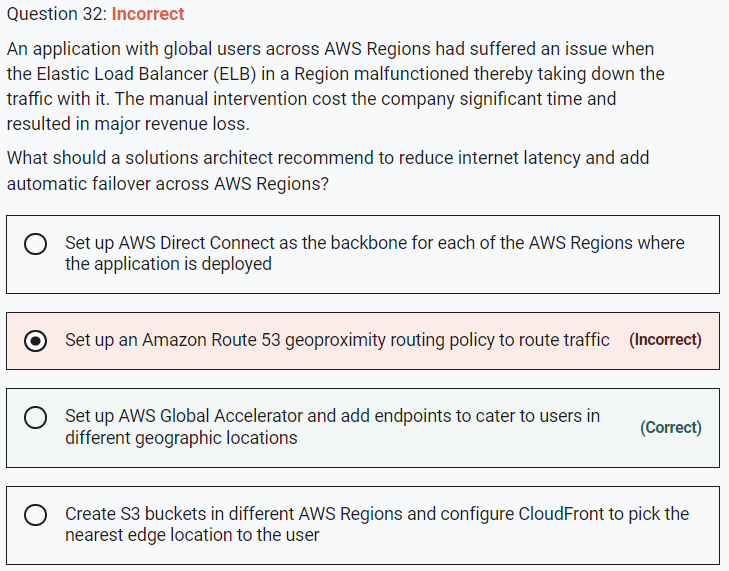 Question 32: Incorrect
An application with global users across AWS Regions had suffered an issue when
the Elastic Load Balancer (ELB) in a Region malfunctioned thereby taking down the
traffic with it. The manual intervention cost the company significant time and
resulted in major revenue loss.
What should a solutions architect recommend to reduce internet latency and add
automatic failover across AWS Regions?
Set up AWS Direct Connect as the backbone for each of the AWS Regions where
the application is deployed
Set up an Amazon Route 53 geoproximity routing policy to route traffic (Incorrect)
Set up AWS Global Accelerator and add endpoints to cater to users in
different geographic locations
(Correct)
Create S3 buckets in different AWS Regions and configure CloudFront to pick the
nearest edge location to the user